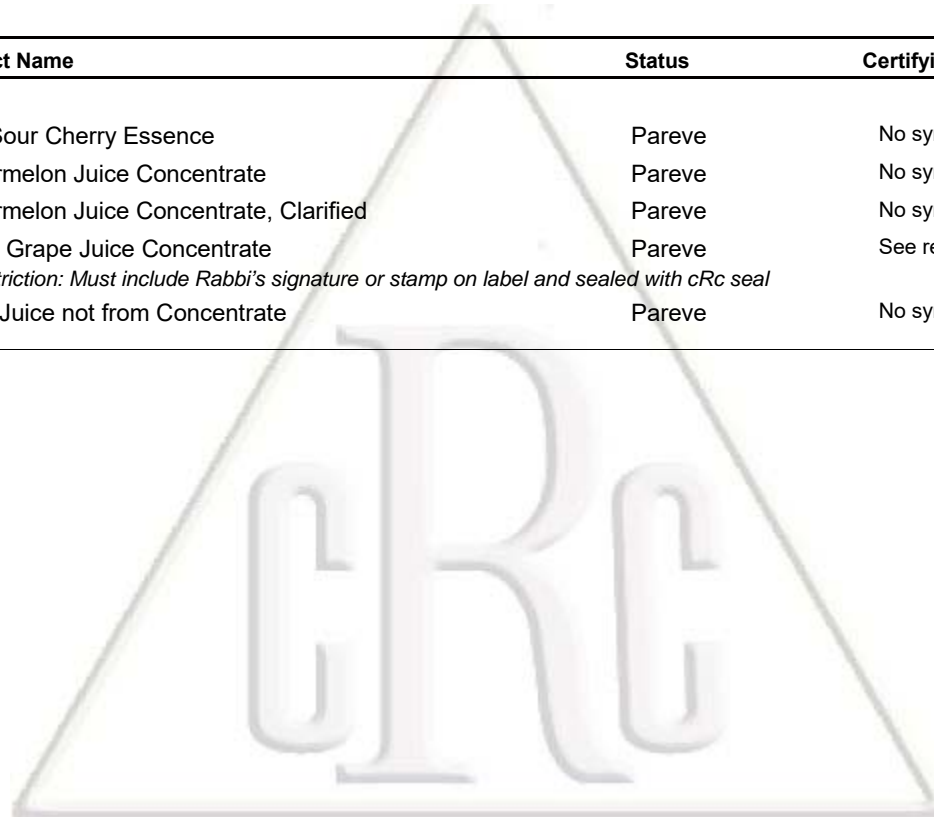 ct Name Status Certifyi
Sour Cherry Essence Pareve No sy
rmelon Juice Concentrate Pareve No sy
rmelon Juice Concentrate, Clarified Pareve No sy
Grape Juice Concentrate Pareve See re
triction: Must include Rabbi's signature or stamp on label and sealed with cRc seal
Juice not from Concentrate Pareve No sy
cRc